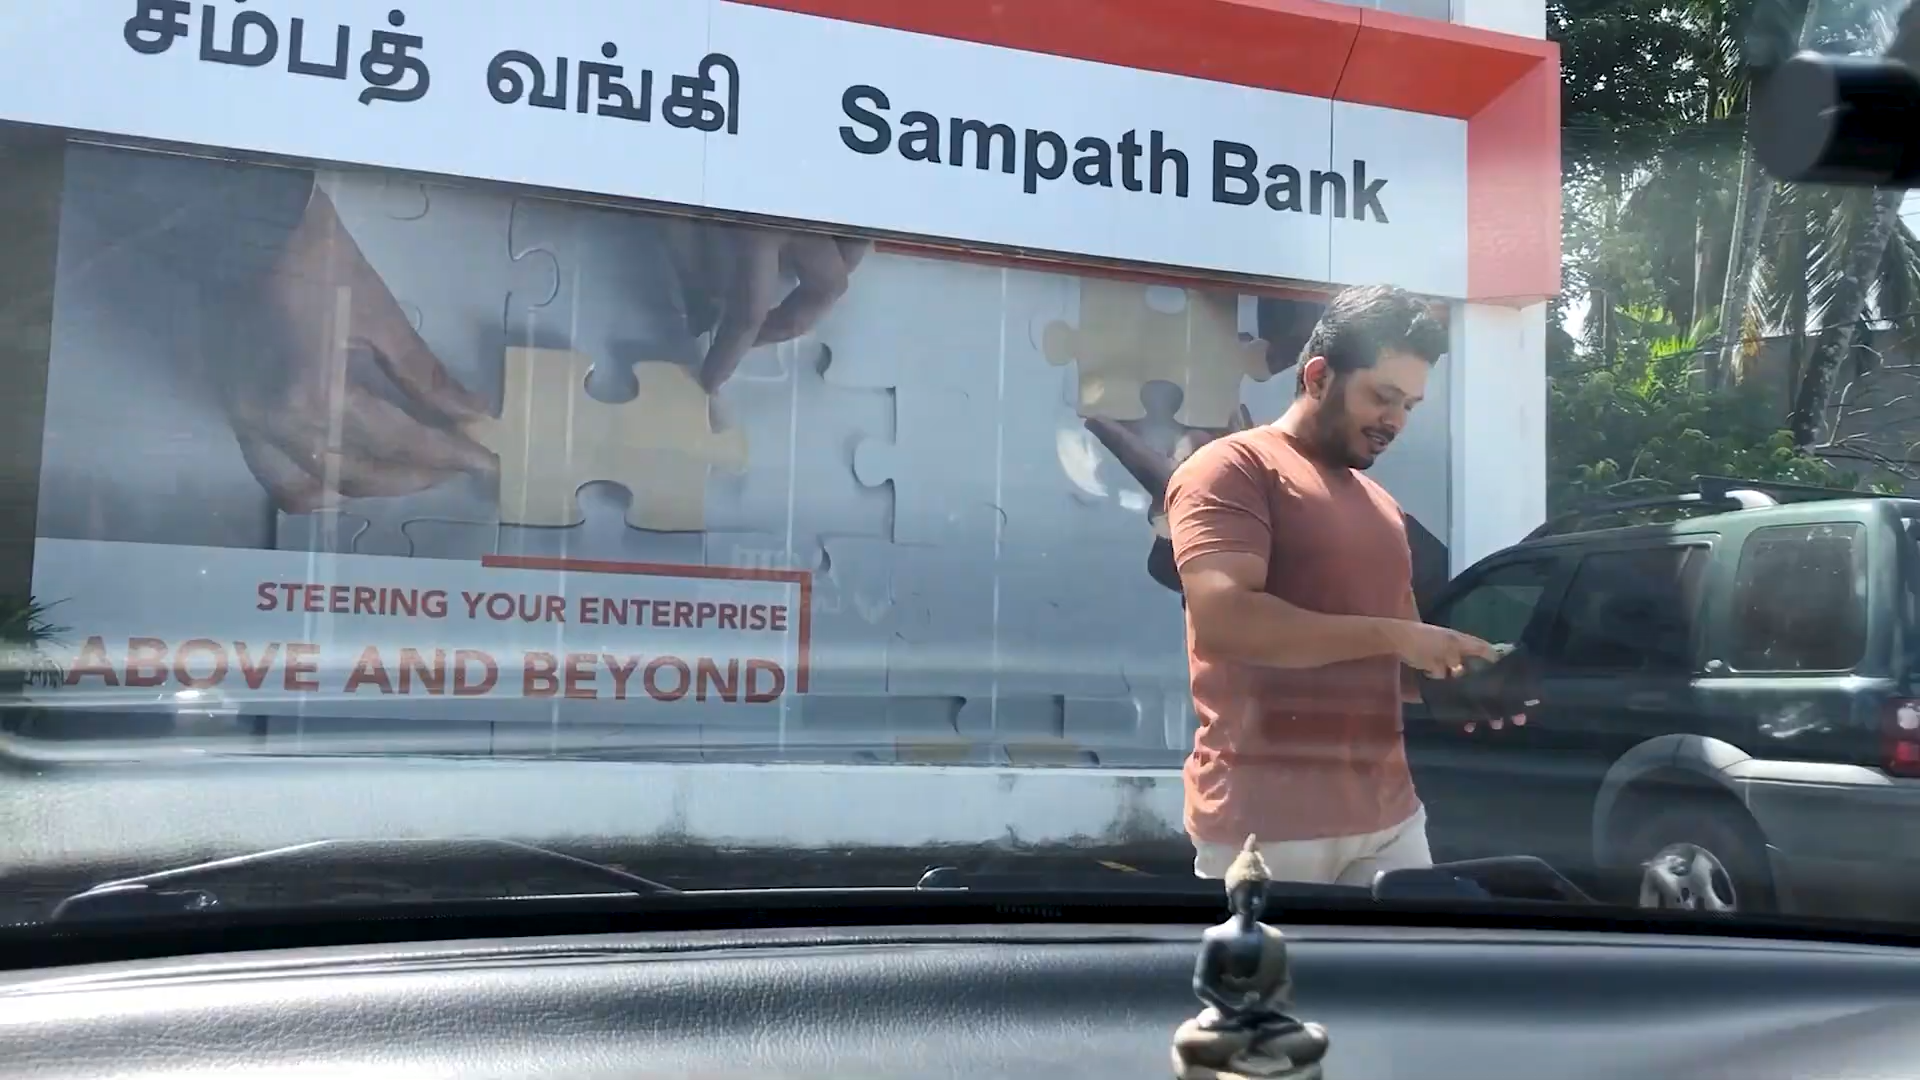 சம்பத் வங்கி Sampath Bank
STEERING YOUR ENTERPRISE
ABOVE AND BEYOND